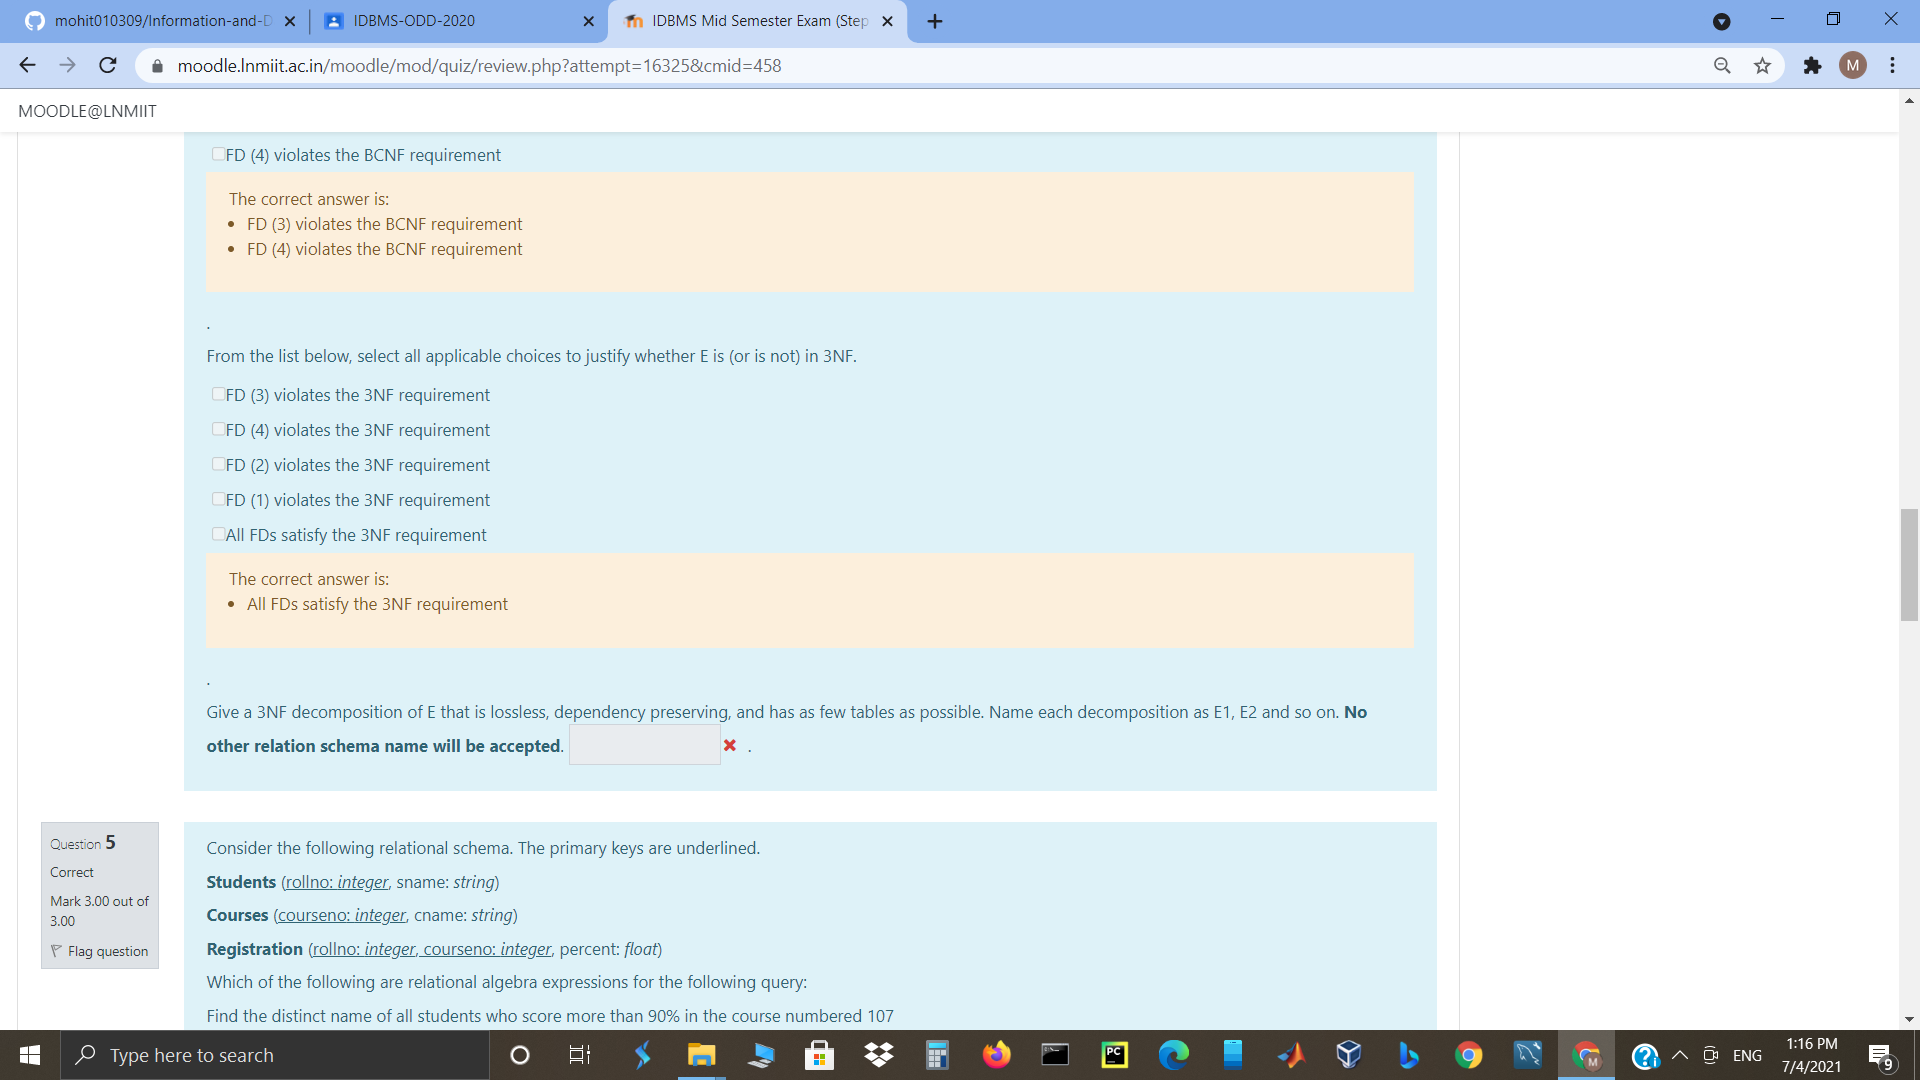 mohit010309/Information-and-D
IDBMS-ODD-2020
IDBMS Mid Semester Exam (Step
moodle.lnmiit.ac.in/moodle/mod/quiz/review.php?attempt=16325&cmid=458
M
MOODLE@LNMIIT
FD (4) violates the BCNF requirement
The correct answer is:
• FD (3) violates the BCNF requirement
• FD (4) violates the BCNF requirement
.
From the list below, select all applicable choices to justify whether E is (or is not) in 3NF.
FD (3) violates the 3NF requirement
FD (4) violates the 3NF requirement
FD (2) violates the 3NF requirement
FD (1) violates the 3NF requirement
All FDs satisfy the 3NF requirement
The correct answer is:
• All FDs satisfy the 3NF requirement
.
Give a 3NF decomposition of E that is lossless, dependency preserving, and has as few tables as possible. Name each decomposition as E1, E2 and so on. No
other relation schema name will be accepted. .
Question 5
Correct
Mark 3.00 out of
3.00
Flag question
Consider the following relational schema. The primary keys are underlined.
Students (rollno: integer, sname: string)
Courses (courseno: integer, cname: string)
Registration (rollno: integer, courseno: integer, percent: float)
Which of the following are relational algebra expressions for the following query:
Find the distinct name of all students who score more than 90% in the course numbered 107
Type here to search
PC
M
ENG
1:16 PM
7/4/2021
9